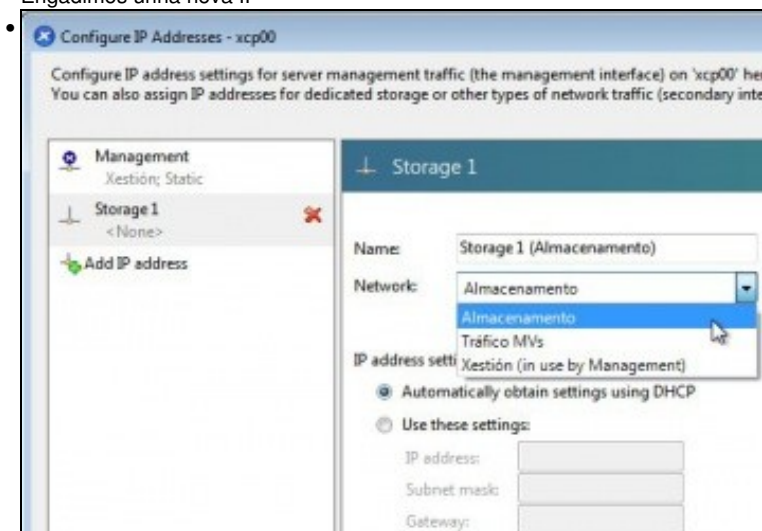 Engadimos unha nova IP
Configure IP Addresses - xcp00
Configure IP address settings for server management traffic (the management interface) on 'xcp00' her
You can also assign IP addresses for dedicated storage or other types of network traffic (secondary inte
Management
Xestión; Static
Storage 1
<None>
Add IP address
Storage 1
Name: Storage 1 (Almacenamento)
Network: Almacenamento
Almacenamento
Tráfico MVs
Xestión (in use by Management)
IP address setti
Automatically obtain settings using DHCP
Use these settings:
IP address:
Subnet mask:
Gateway: